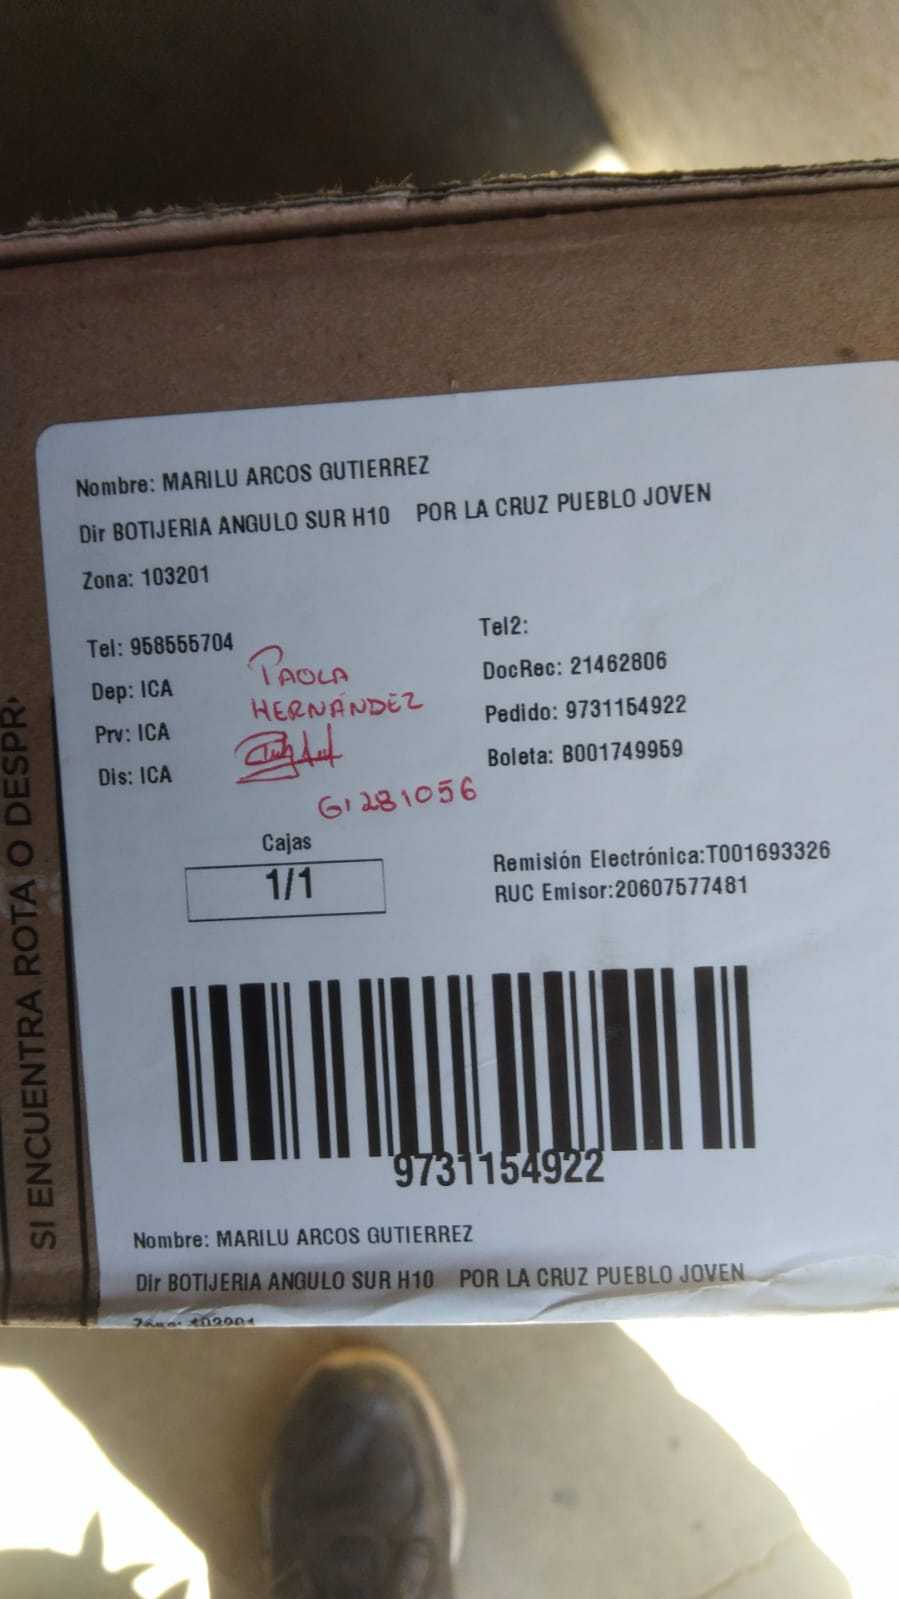 SI ENCUENTRA ROTA O DESPR
Nombre: MARILU ARCOS GUTIERREZ
Dir BOTIJERIA ANGULO SUR H10 POR LA CRUZ PUEBLO JOVEN
Zona: 103201
Tel: 958555704
Dep: ICA
Prv: ICA
Dis: ICA
PAOLA
HERNÁNDEZ
61281056
Tel2:
DocRec: 21462806
Pedido: 9731154922
Boleta: B001749959
Cajas
1/1
Remisión Electrónica:T001693326
RUC Emisor:20607577481
9731154922
Nombre: MARILU ARCOS GUTIERREZ
Dir BOTIJERIA ANGULO SUR H10 POR LA CRUZ PUEBLO JOVEN
Zona: 103201